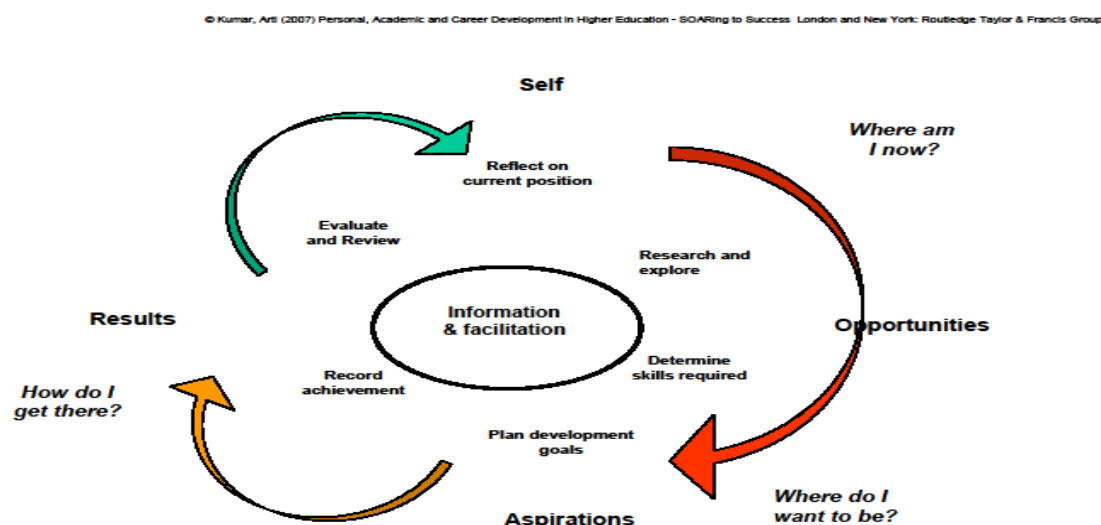 © Kumar, Arti (2007) Personal, Academic and Career Development in Higher Education - SOARing to Success London and New York: Routledge Taylor & Francis Group
Self
Where am
I now?
Reflect on
current position
Evaluate
and Review
Research and
explore
Information
& facilitation
Results
Opportunities
Determine
skills required
Record
achievement
How do I
get there?
Plan development
goals
Where do I
want to be?
Aspirations